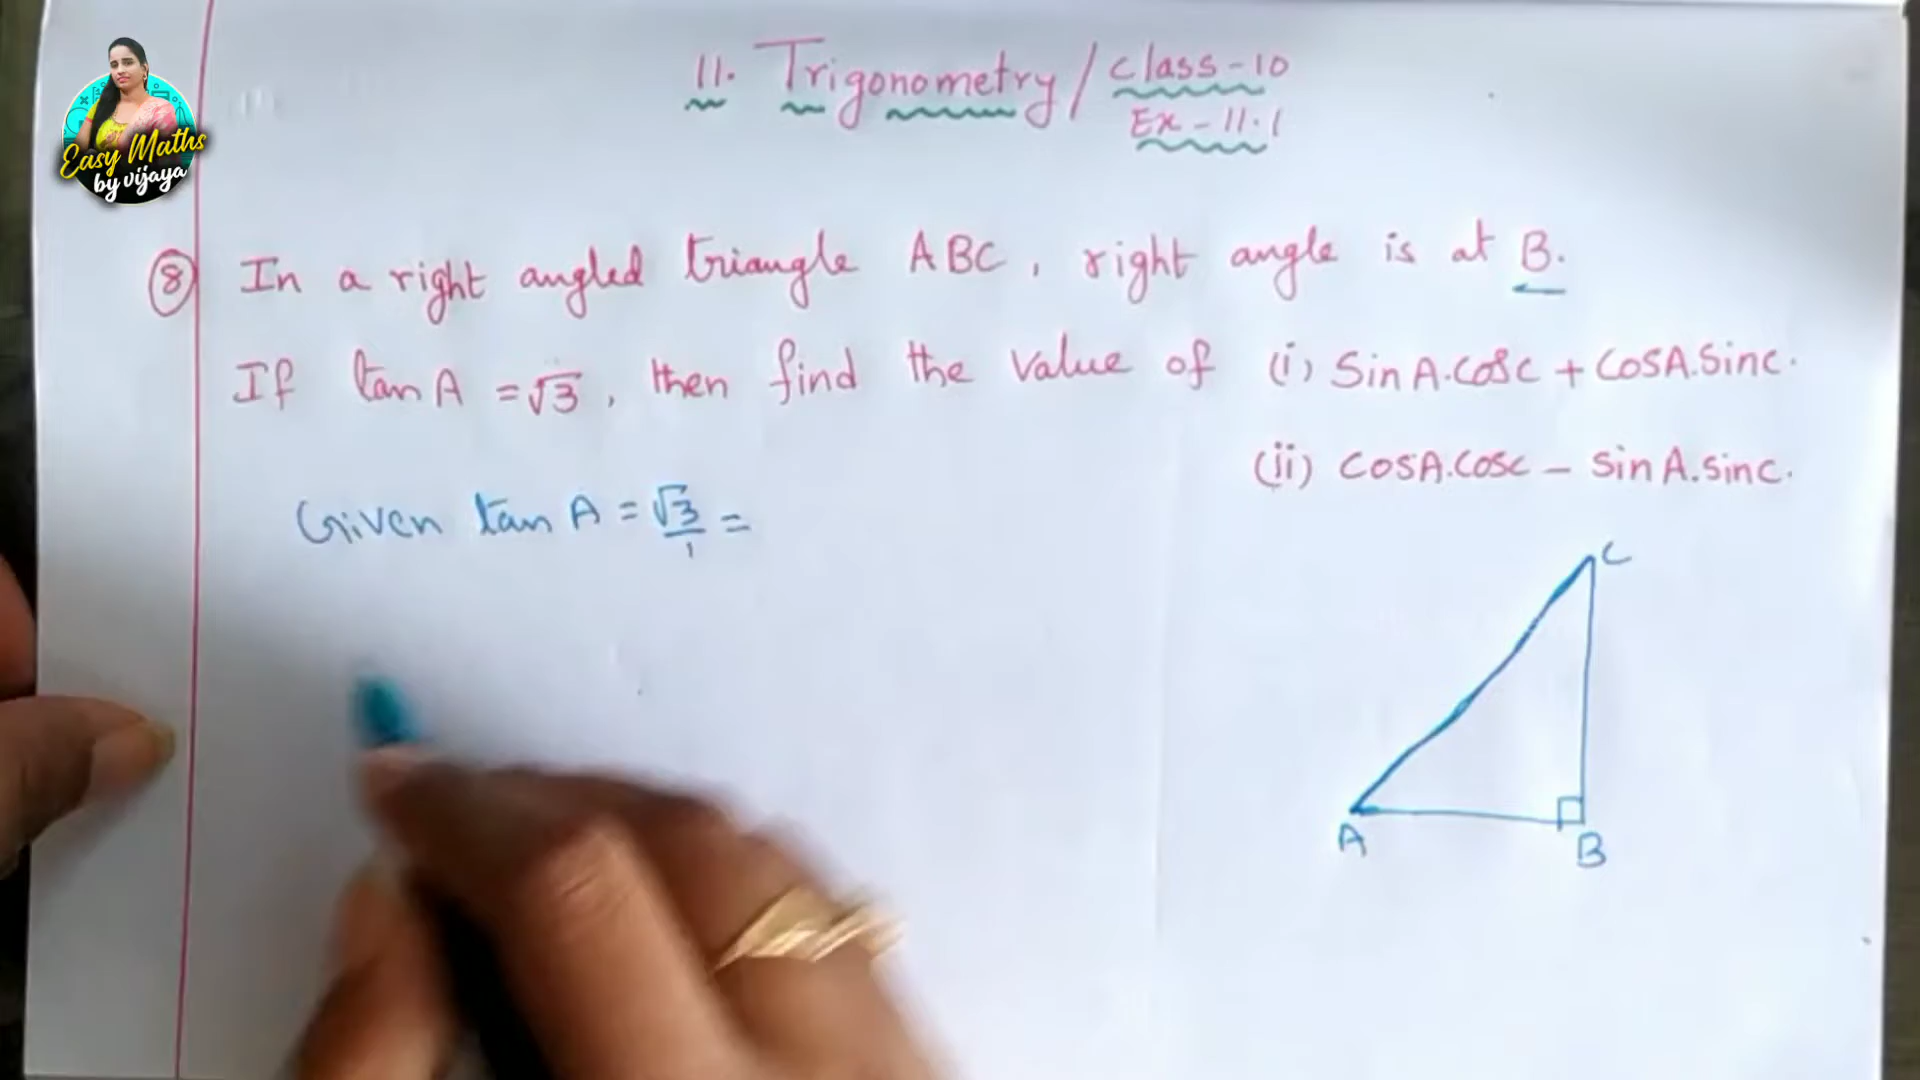 Easy Maths
by vijaya
11. Trigonometry / class-10
Ex - 11.1
8 In a right angled triangle ABC, right angle is at B.
If tan A = √3, then find the value of (i) Sin A.cosc + cosA.sinc.
(ii) cosA.cosc – sin A.sinc.
Given tan A = √3/1 =
C
A
B